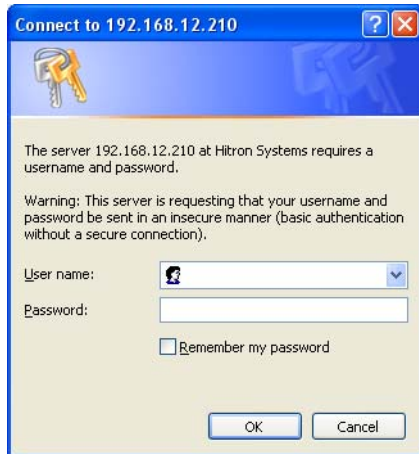 Connect to 192.168.12.210
The server 192.168.12.210 at Hitron Systems requires a
username and password.
Warning: This server is requesting that your username and
password be sent in an insecure manner (basic authentication
without a secure connection).
User name:
Password:
Remember my password
OK Cancel